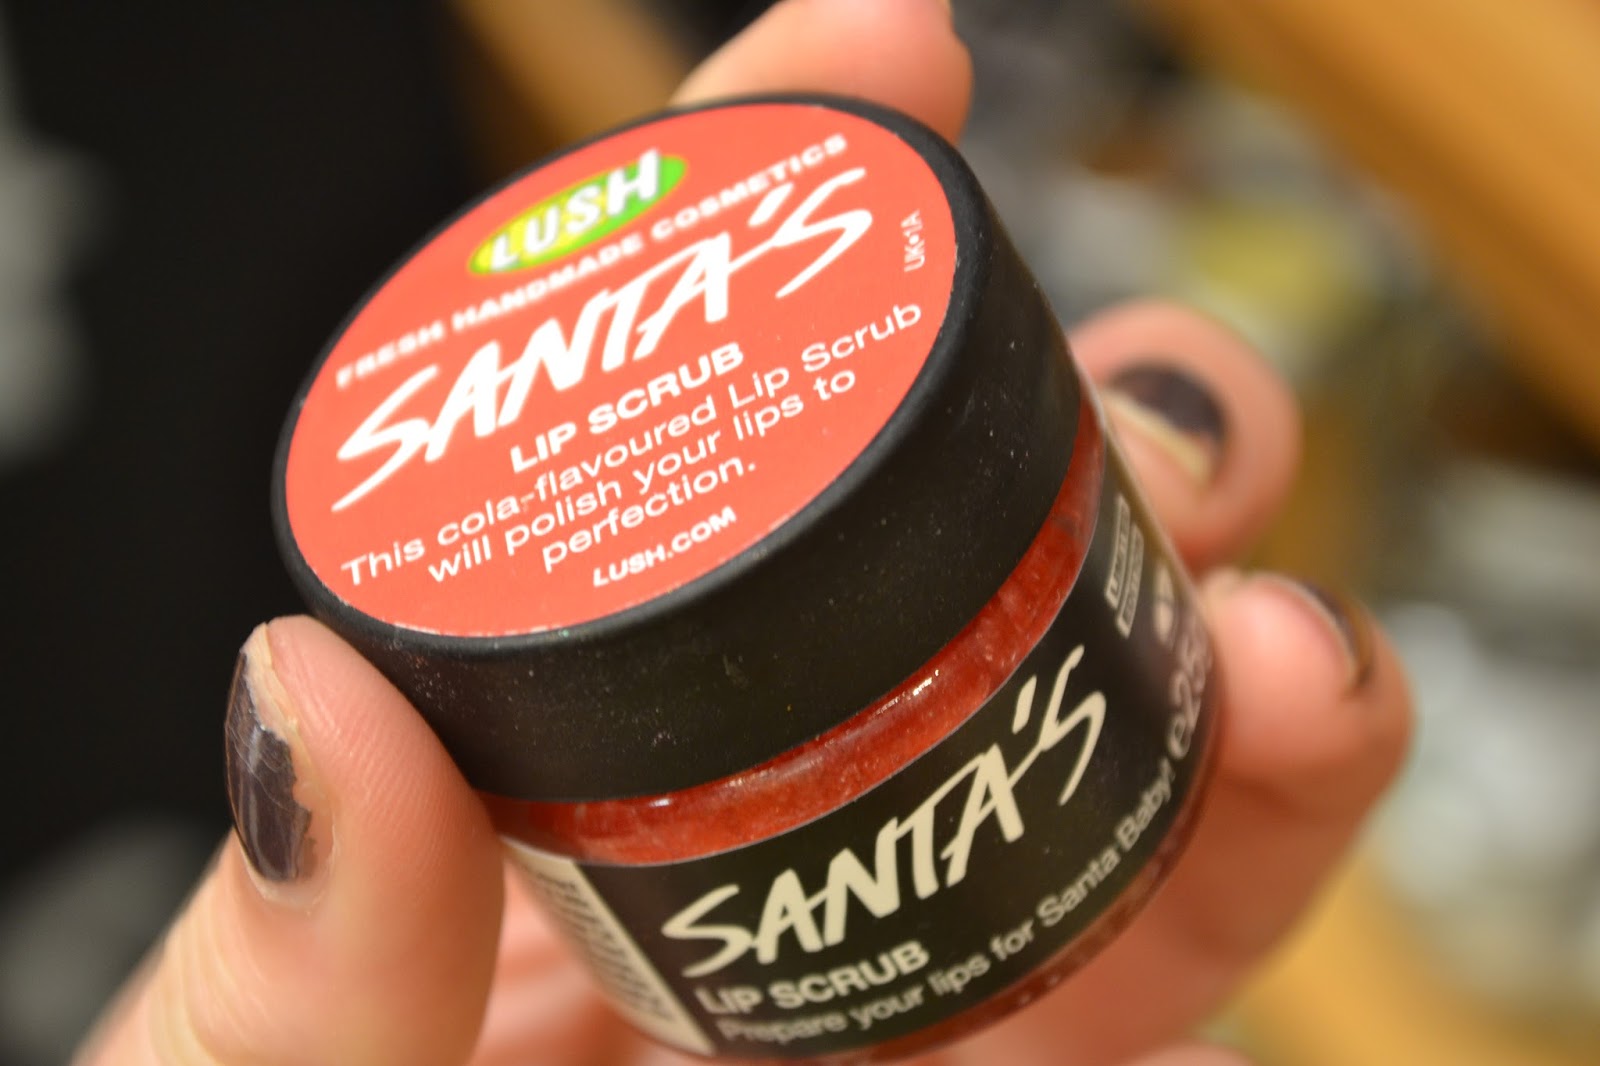 LUSH
FRESH HANDMADE COSMETICS
SANTA'S
LIP SCRUB
This cola-flavoured Lip Scrub
will polish your lips to
perfection.
LUSH.COM
UK•1A
SANTA'S
LIP SCRUB
Prepare your lips for Santa Baby!